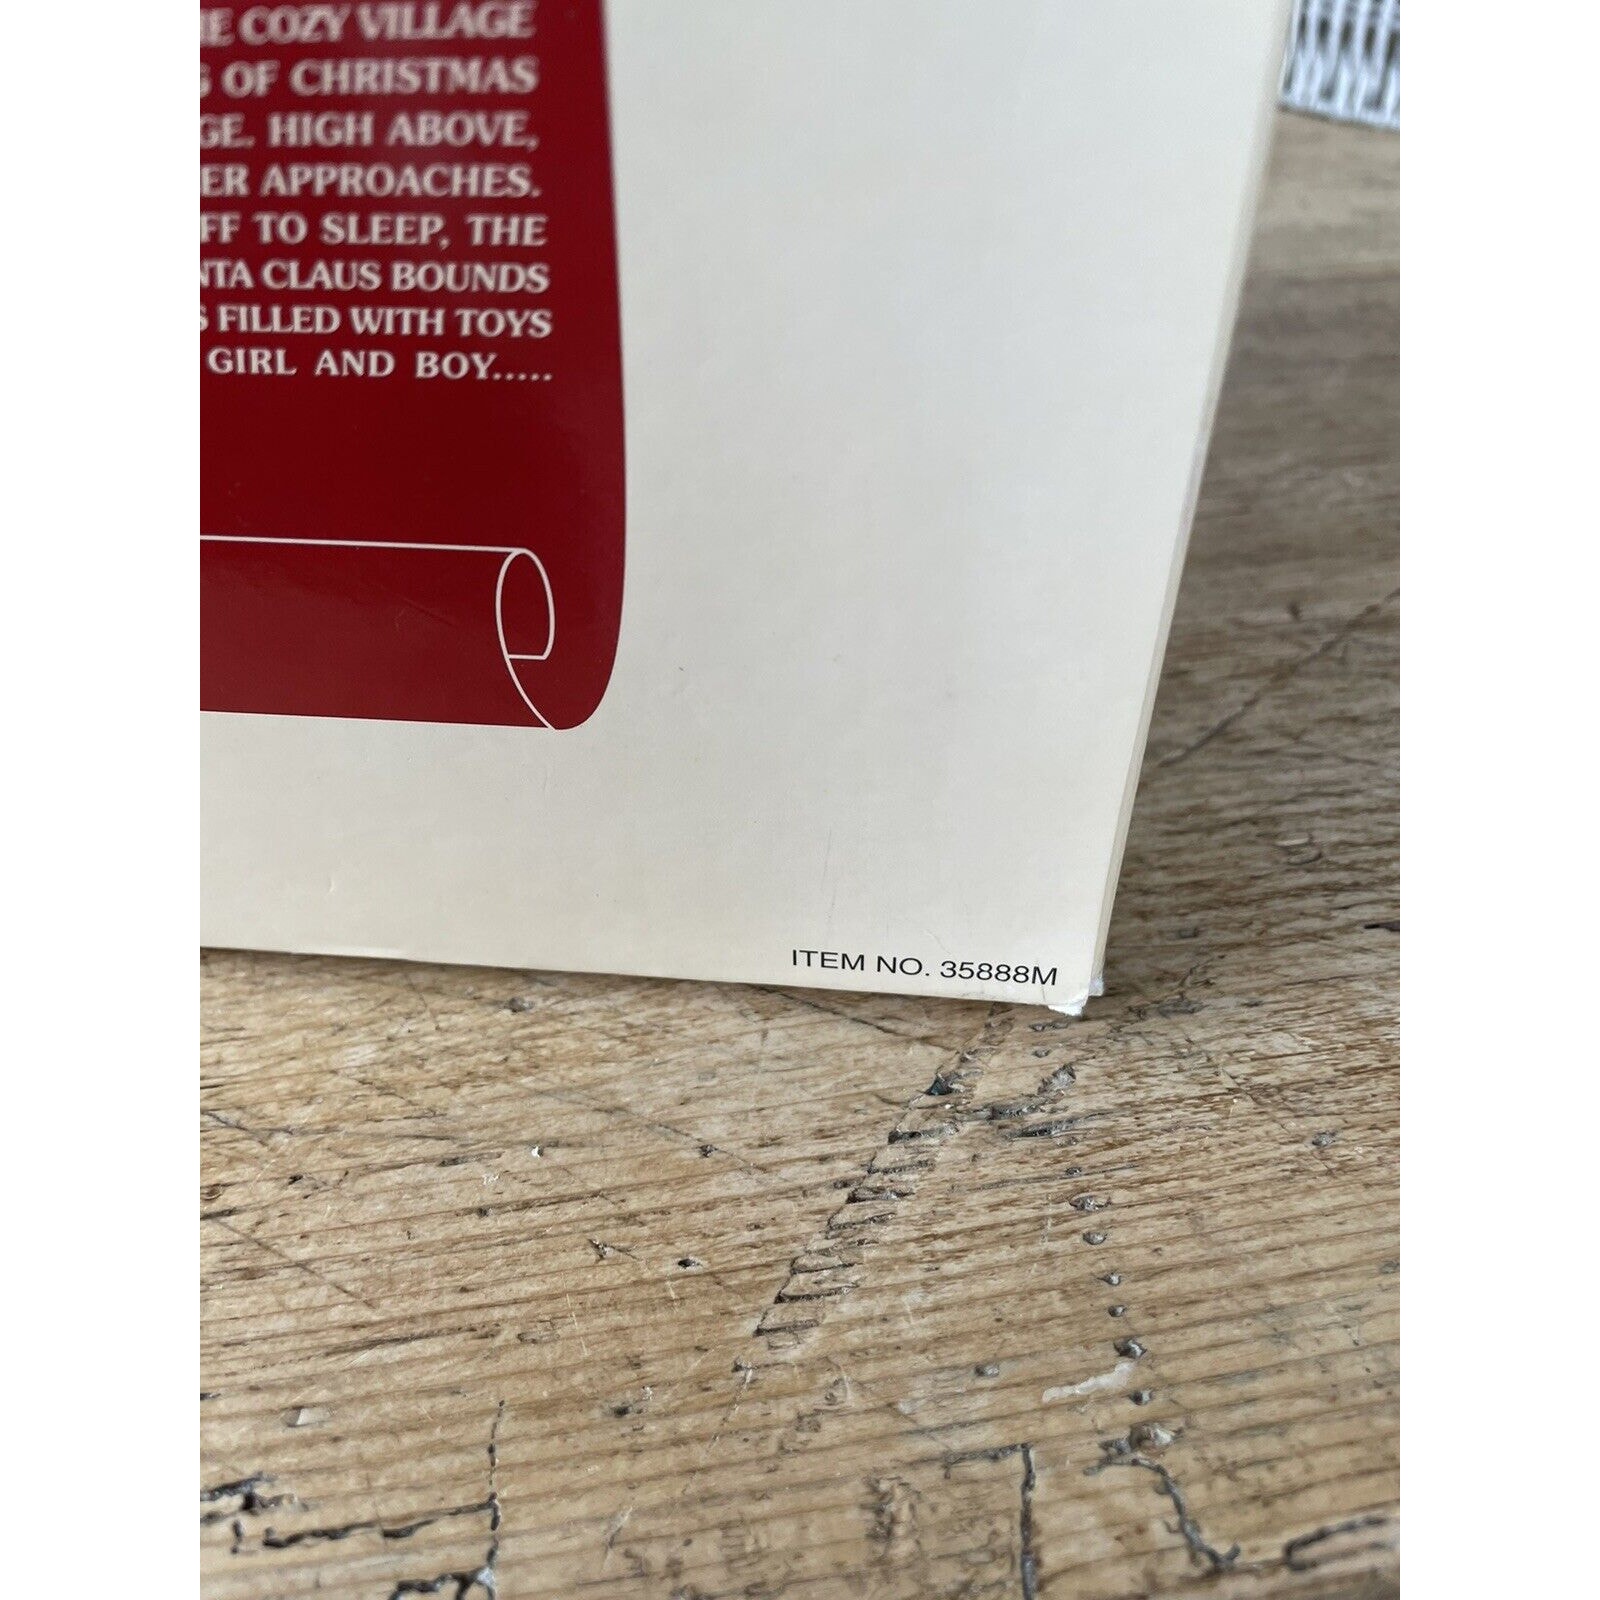 COZY VILLAGE
OF CHRISTMAS
HIGH ABOVE,
APPROACHES.
TO SLEEP, THE
CLAUS BOUNDS
FILLED WITH TOYS
GIRL AND BOY.....
ITEM NO. 35888M